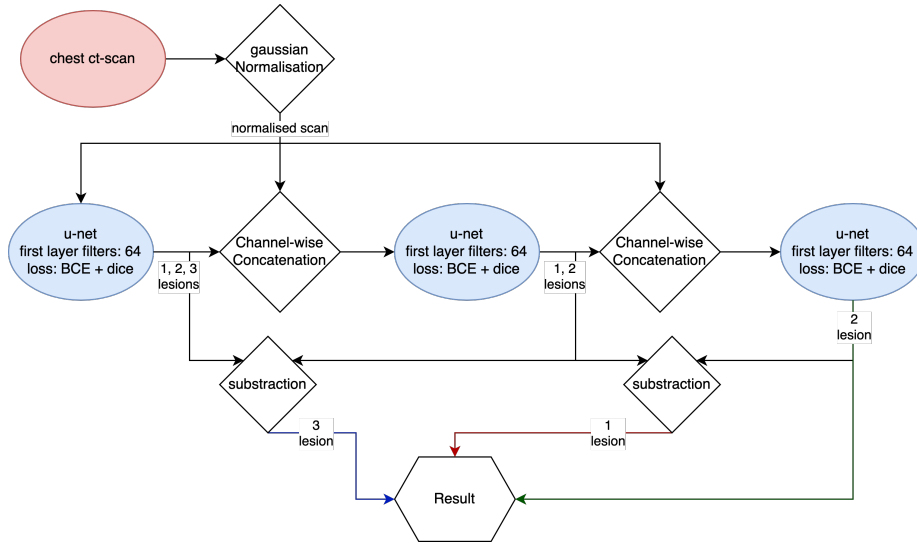 chest ct-scan
gaussian
Normalisation
normalised scan
u-net
first layer filters: 64
loss: BCE + dice
Channel-wise
Concatenation
u-net
first layer filters: 64
loss: BCE + dice
Channel-wise
Concatenation
u-net
first layer filters: 64
loss: BCE + dice
1, 2, 3
lesions
1, 2
lesions
2
lesion
substraction
substraction
3
lesion
1
lesion
Result